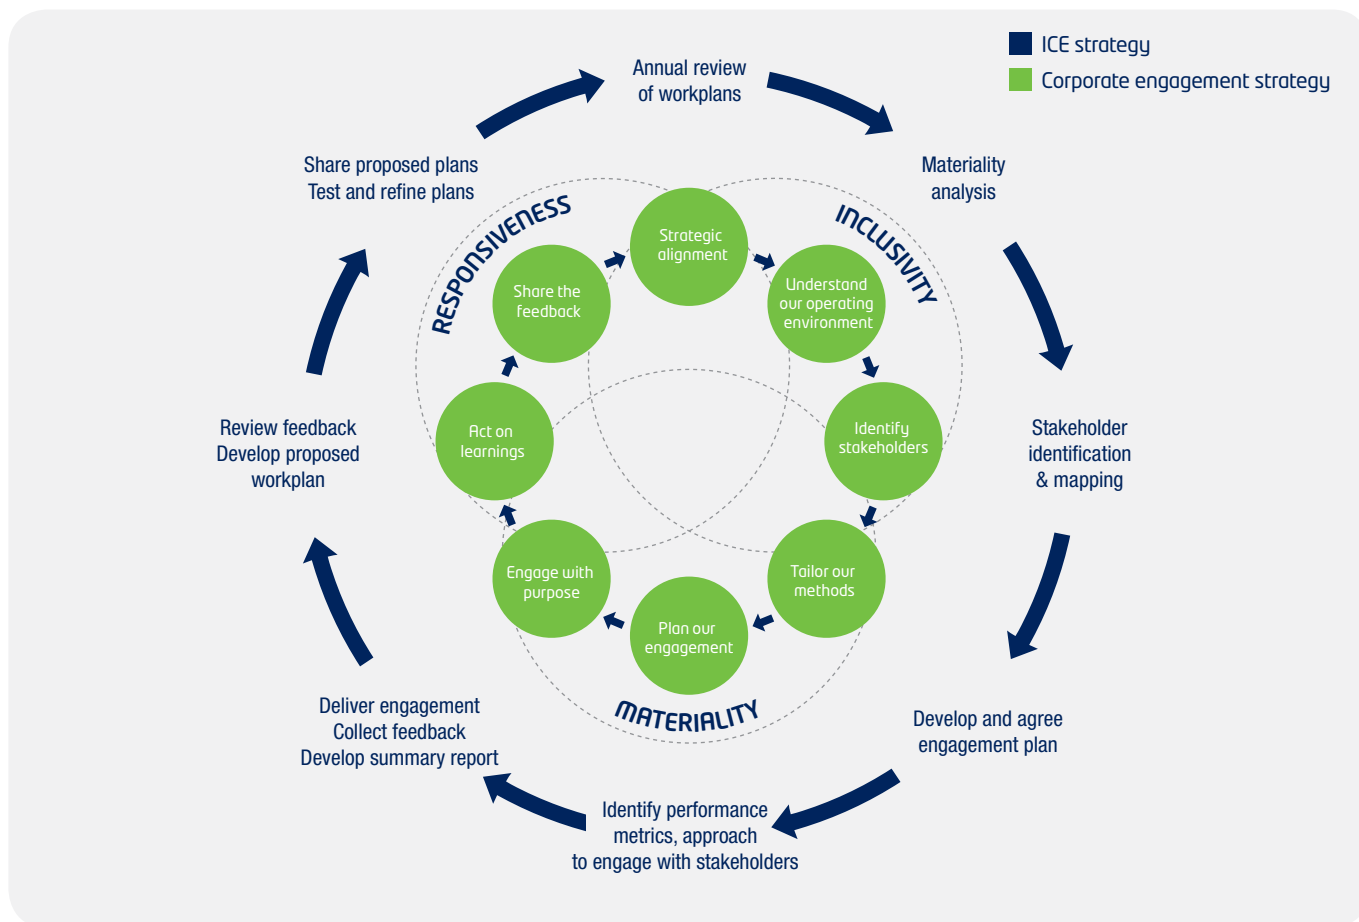 ICE strategy
Corporate engagement strategy
Annual review
of workplans
Materiality
analysis
Stakeholder
identification
& mapping
Develop and agree
engagement plan
Identify performance
metrics, approach
to engage with stakeholders
Deliver engagement
Collect feedback
Develop summary report
Review feedback
Develop proposed
workplan
Share proposed plans
Test and refine plans
RESPONSIVENESS
INCLUSIVITY
MATERIALITY
Strategic
alignment
Understand
our operating
environment
Identify
stakeholders
Tailor our
methods
Plan our
engagement
Engage with
purpose
Act on
learnings
Share the
feedback